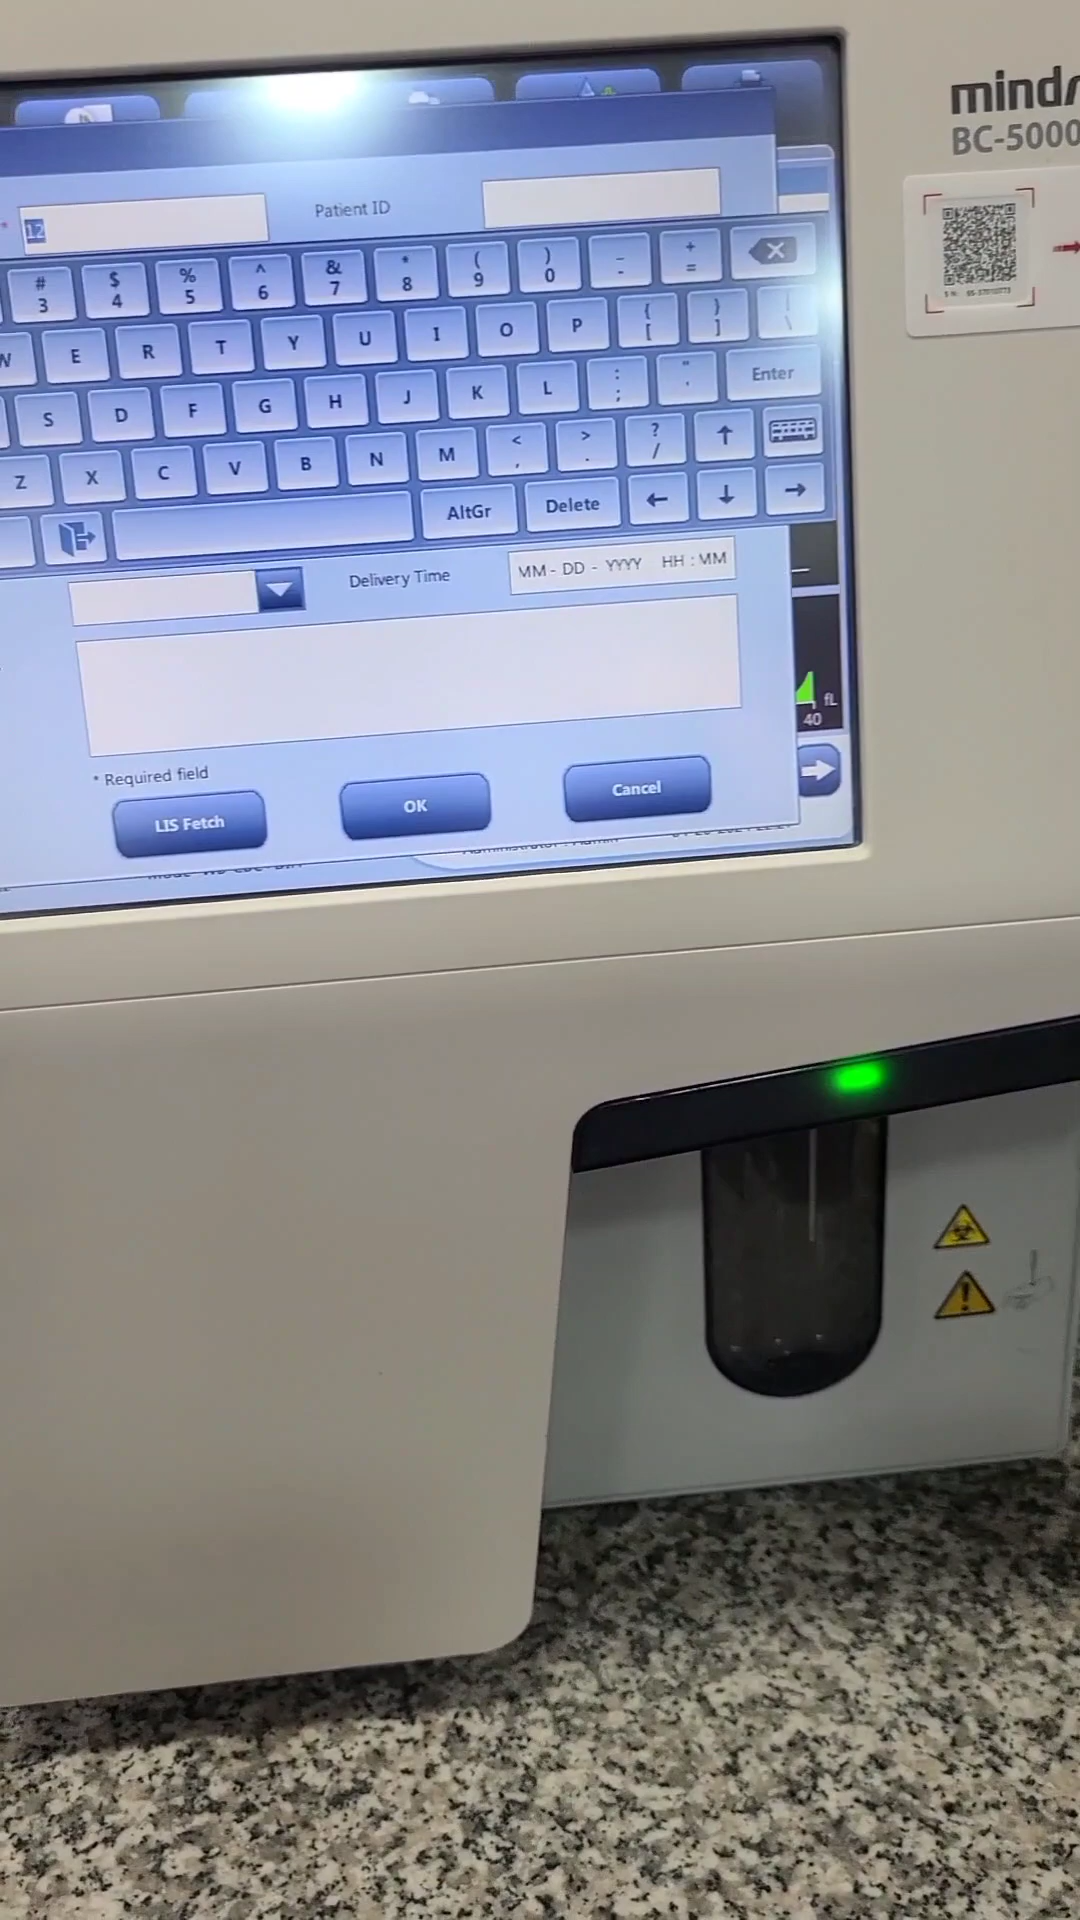 mind
BC-5000
* 12 Patient ID
# $ % ^ & * ( ) _ +
3 4 5 6 7 8 9 0 - =
W E R T Y U I O P { [ } ] | \
S D F G H J K L : ; " ' Enter
Z X C V B N M < , > . ? / ↑
AltGr Delete ← ↓ →
Delivery Time MM - DD - YYYY HH : MM
fL
40
* Required field
LIS Fetch OK Cancel